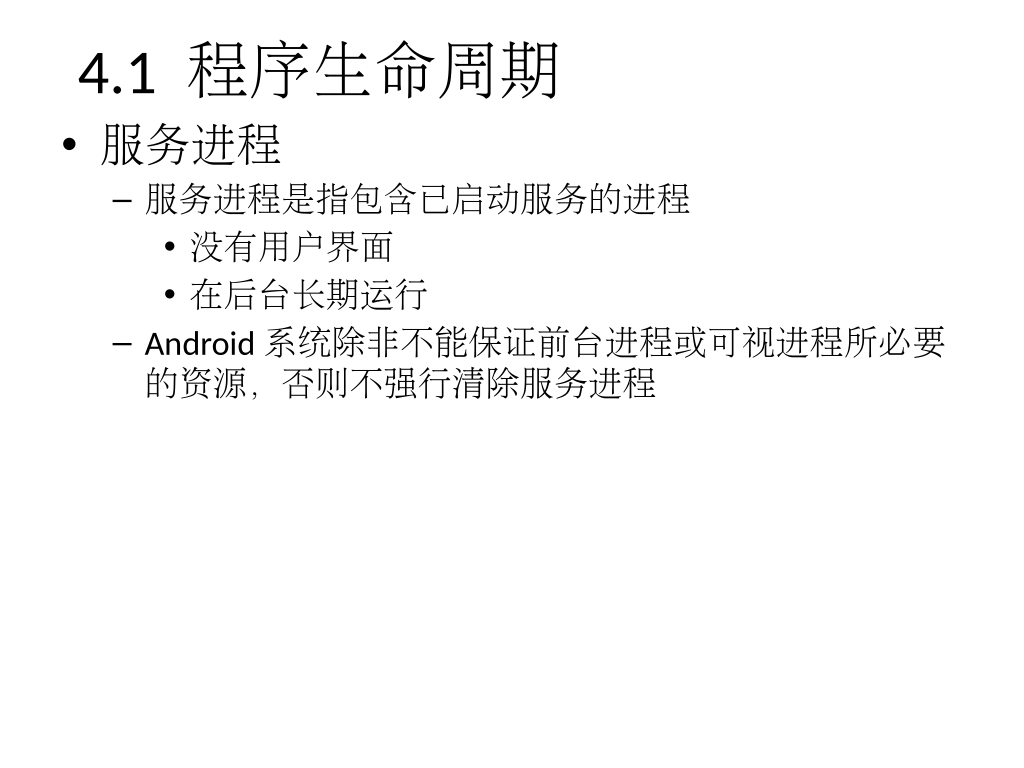 4.1 程序生命周期
• 服务进程
– 服务进程是指包含已启动服务的进程
• 没有用户界面
• 在后台长期运行
– Android 系统除非不能保证前台进程或可视进程所必要
的资源，否则不强行清除服务进程